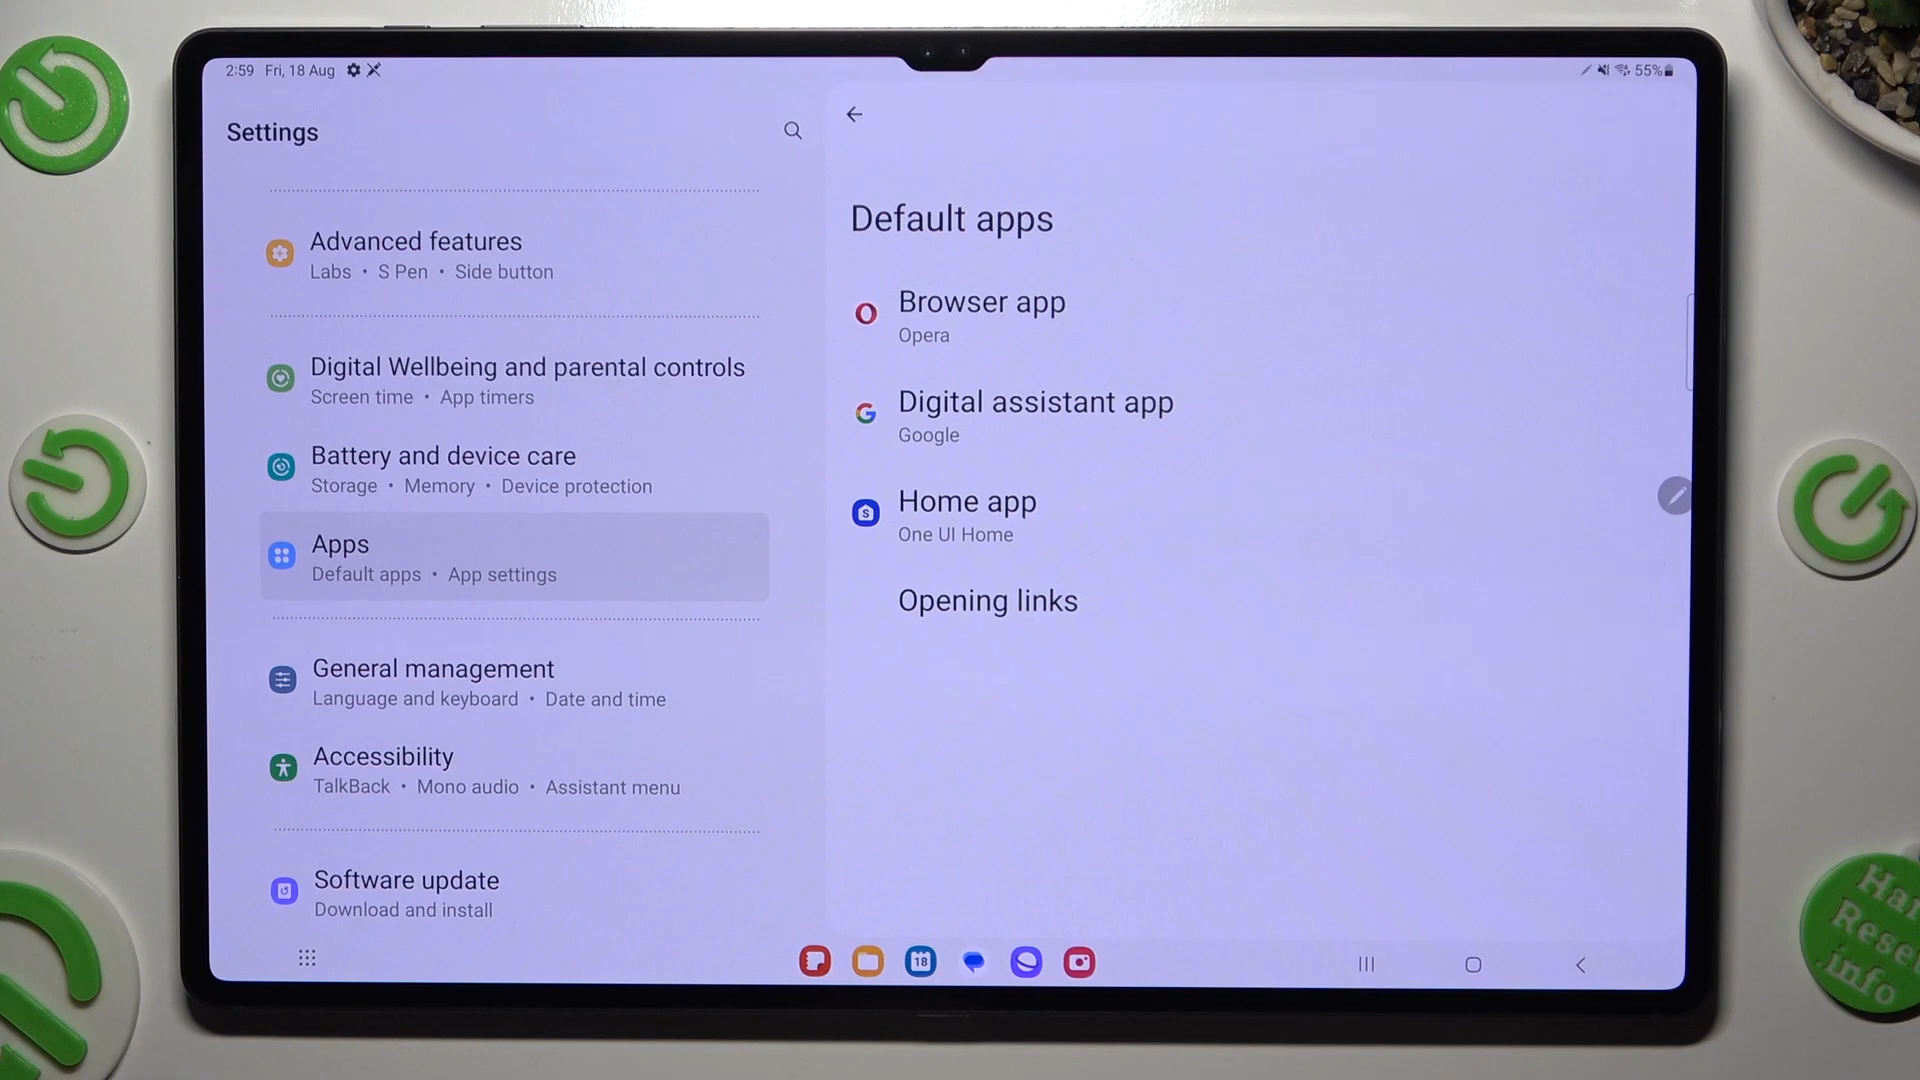 2:59 Fri, 18 Aug
55%
Settings
Advanced features
Labs • S Pen • Side button
Digital Wellbeing and parental controls
Screen time • App timers
Battery and device care
Storage • Memory • Device protection
Apps
Default apps • App settings
General management
Language and keyboard • Date and time
Accessibility
TalkBack • Mono audio • Assistant menu
Software update
Download and install
Default apps
Browser app
Opera
Digital assistant app
Google
Home app
One UI Home
Opening links
18
Reset
.info